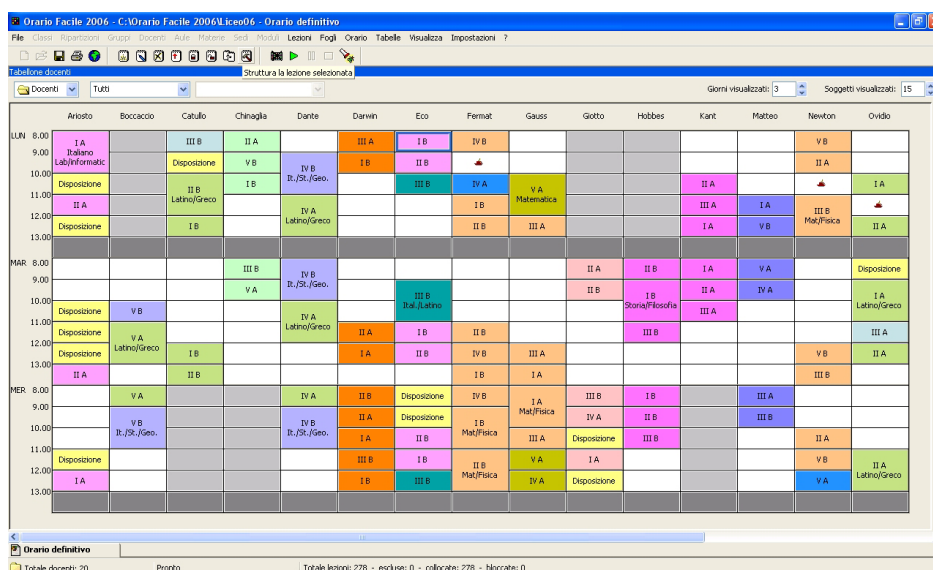 Orario Facile 2006 - C:\Orario Facile 2006\Liceo06 - Orario definitivo
File Classi Ripartizioni Gruppi Docenti Aule Materie Sedi Moduli Lezioni Fogli Orario Tabelle Visualizza Impostazioni ?
Struttura la lezione selezionata
Tabellone docenti
Docenti Tutti Giorni visualizzati: 3 Soggetti visualizzati: 15
Ariosto Boccaccio Catullo Chinaglia Dante Darwin Eco Fermat Gauss Giotto Hobbes Kant Matteo Newton Ovidio
LUN 8.00 I A III B II A III A I B IV B V B
Italiano
9.00 Lab/informatic Disposizione V B IV B I B II B II A
It./St./Geo.
10.00 Disposizione II B I B III B IV A V A II A I A
Latino/Greco Matematica
11.00 II A IV A I B III A I A III B
Latino/Greco Mat/Fisica
12.00 Disposizione I B II B III A I A V B II A
13.00
MAR 8.00 III B IV B II A II B I A V A Disposizione
It./St./Geo.
9.00 V A III B II B I B II A IV A I A
Ital./Latino Storia/Filosofia Latino/Greco
10.00 Disposizione V B IV A III A
Latino/Greco
11.00 Disposizione V A II A I B II B III B III A
Latino/Greco
12.00 Disposizione I B I A II B IV B III A V B II A
13.00 II A II B I B I A III B
MER 8.00 V A IV A II B Disposizione IV B I A III B I B III A
Mat/Fisica
9.00 V B IV B II A Disposizione I B IV A II B III B
It./St./Geo. It./St./Geo. Mat/Fisica
10.00 I A II B III A Disposizione III B II A
11.00 Disposizione III B I B II B V A I A V B II A
Mat/Fisica Latino/Greco
12.00 I A I B III B IV A Disposizione V A
13.00
Orario definitivo
Totale docenti: 20 Pronto Totale lezioni: 278 - escluse: 0 - collocate: 278 - bloccate: 0